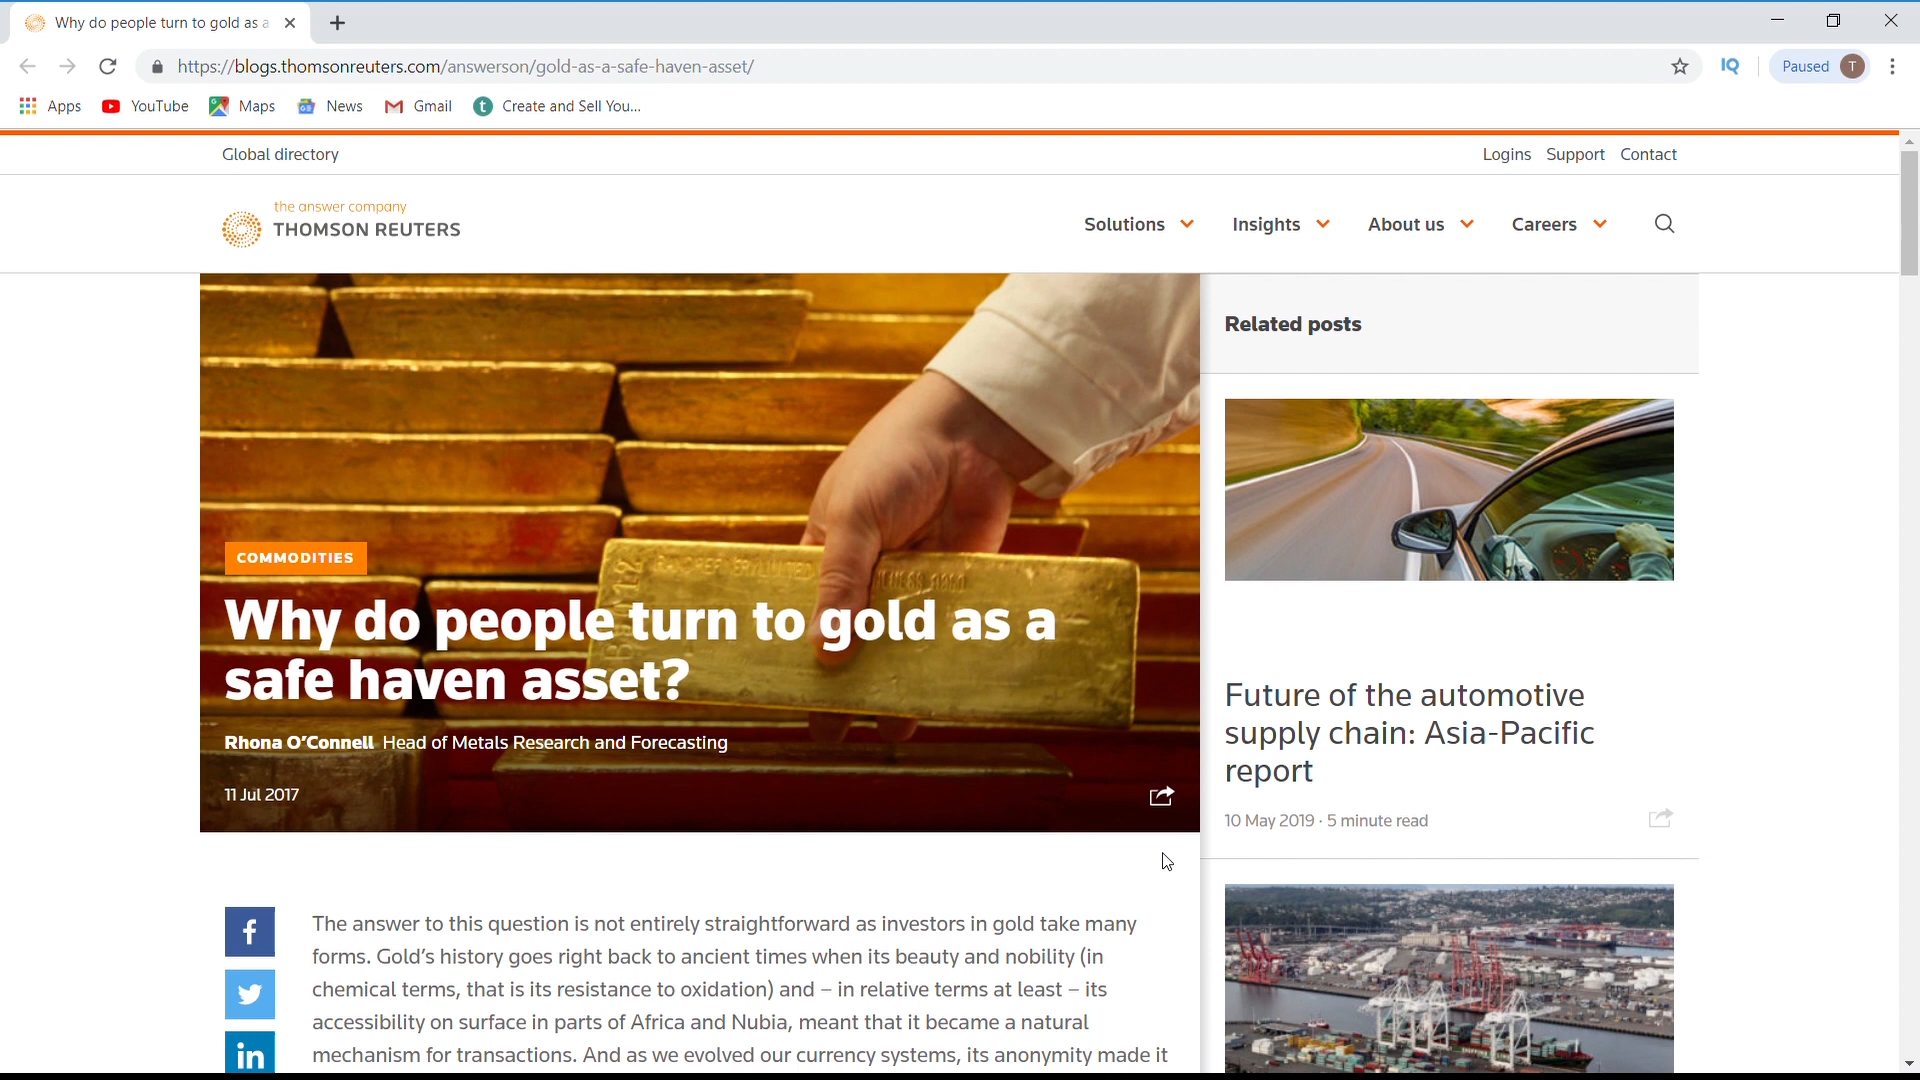 Why do people turn to gold as a
https://blogs.thomsonreuters.com/answerson/gold-as-a-safe-haven-asset/
IQ
Paused T
Apps YouTube Maps News Gmail t Create and Sell You...
Global directory
Logins Support Contact
the answer company
THOMSON REUTERS
Solutions Insights About us Careers
COMMODITIES
Why do people turn to gold as a
safe haven asset?
Rhona O'Connell Head of Metals Research and Forecasting
11 Jul 2017
Related posts
Future of the automotive
supply chain: Asia-Pacific
report
10 May 2019 · 5 minute read
f
in
The answer to this question is not entirely straightforward as investors in gold take many
forms. Gold's history goes right back to ancient times when its beauty and nobility (in
chemical terms, that is its resistance to oxidation) and – in relative terms at least – its
accessibility on surface in parts of Africa and Nubia, meant that it became a natural
mechanism for transactions. And as we evolved our currency systems, its anonymity made it